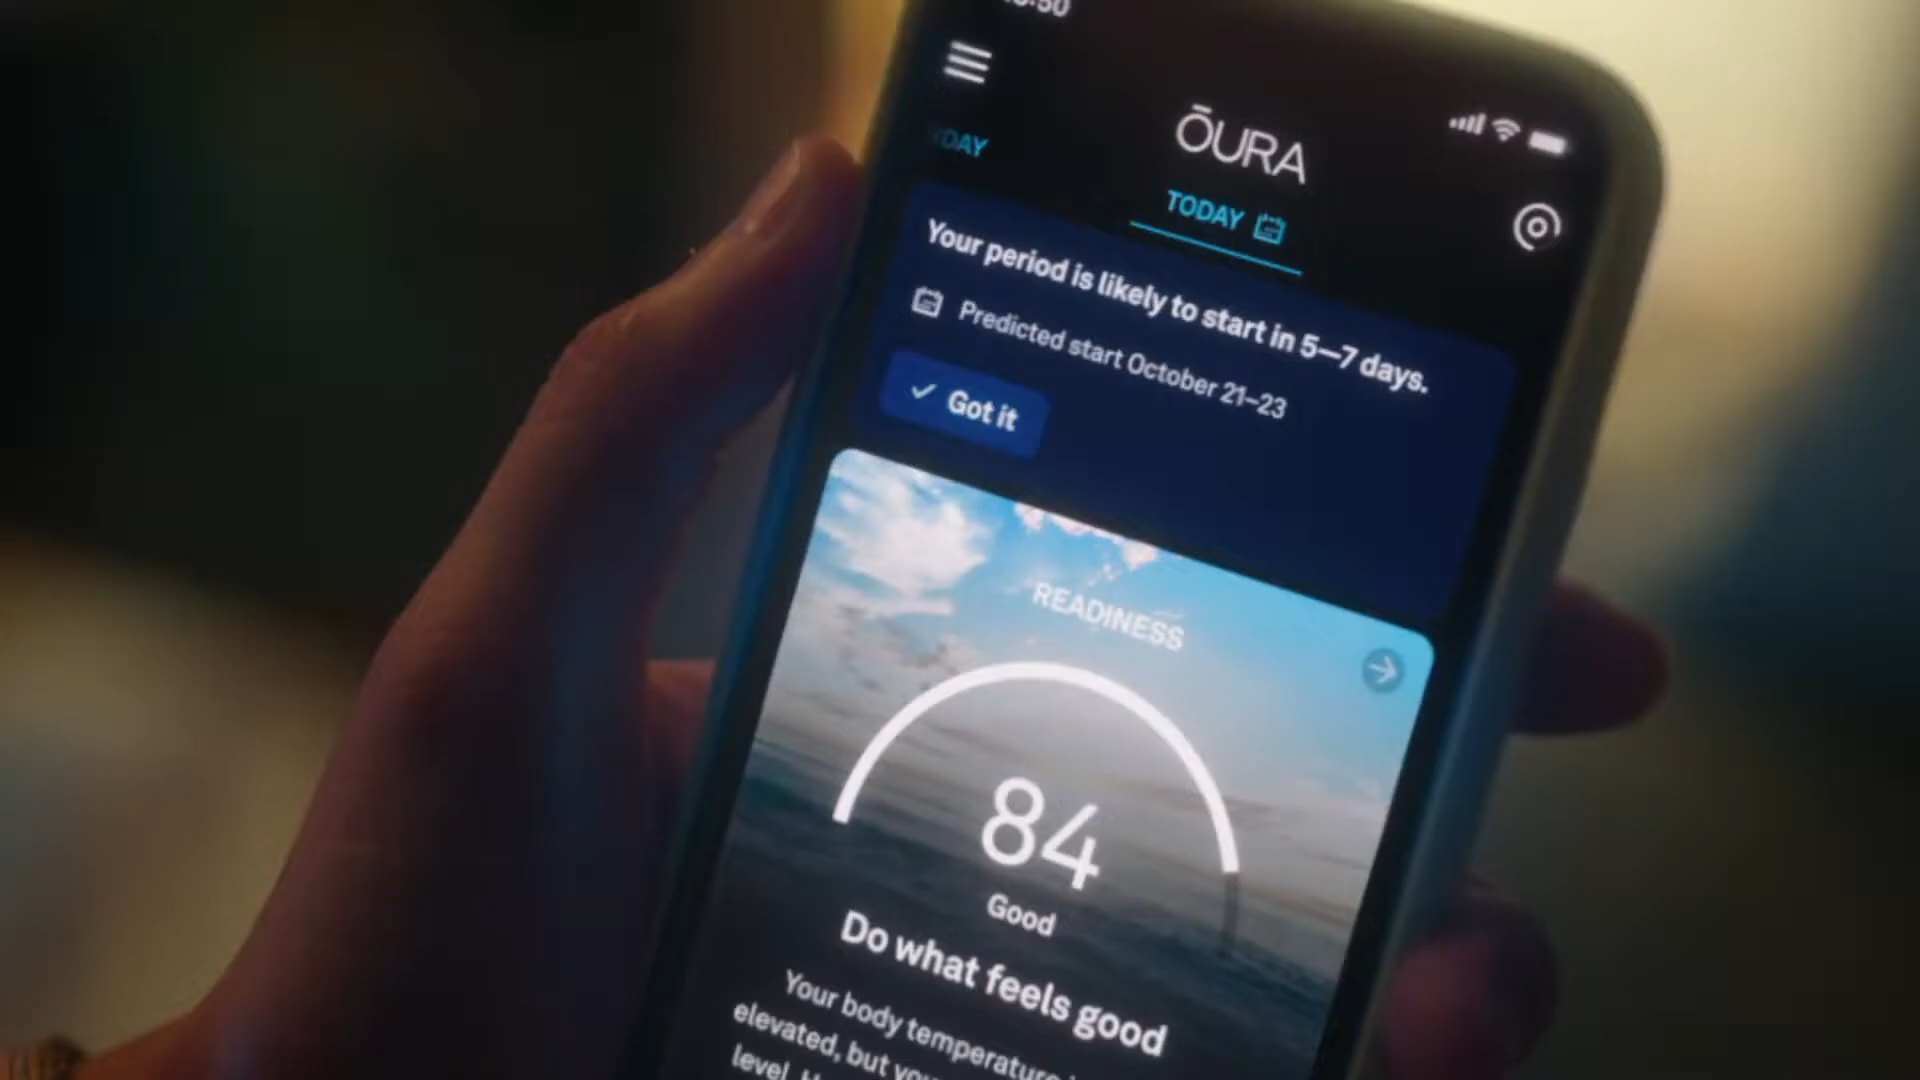 ŌURA
TODAY
Your period is likely to start in 5–7 days.
Predicted start October 21–23
Got it
READINESS
84
Good
Do what feels good
Your body temperature
elevated, but
level.